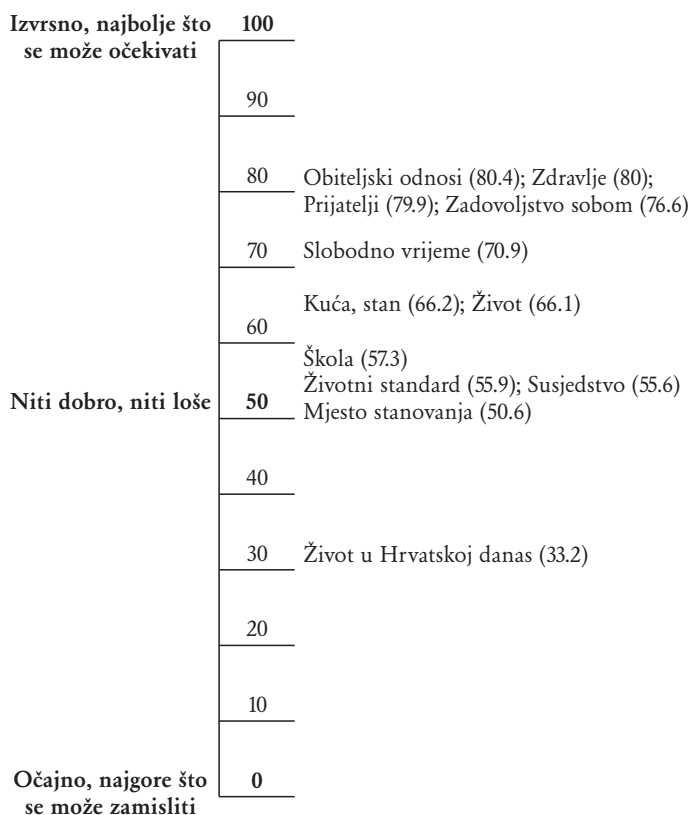 Izvrsno, najbolje što 100
se može očekivati
90
80 Obiteljski odnosi (80.4); Zdravlje (80);
Prijatelji (79.9); Zadovoljstvo sobom (76.6)
70 Slobodno vrijeme (70.9)
Kuća, stan (66.2); Život (66.1)
60
Škola (57.3)
Životni standard (55.9); Susjedstvo (55.6)
Niti dobro, niti loše 50 Mjesto stanovanja (50.6)
40
30 Život u Hrvatskoj danas (33.2)
20
10
Očajno, najgore što 0
se može zamisliti